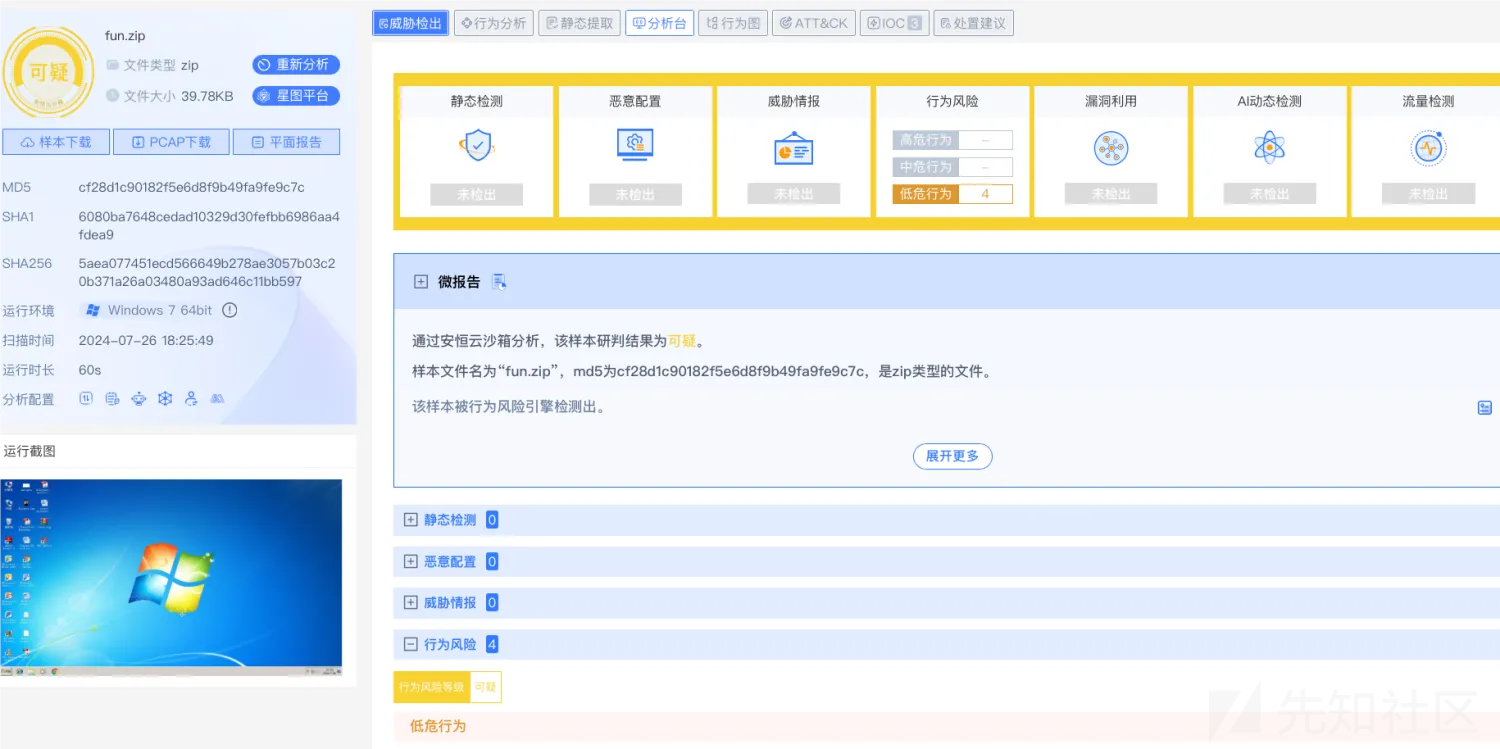 fun.zip
可疑
文件类型 zip
重新分析
文件大小 39.78KB
星图平台
样本下载
PCAP下载
平面报告
MD5
cf28d1c90182f5e6d8f9b49fa9fe9c7c
SHA1
6080ba7648cedad10329d30fefbb6986aa4
fdea9
SHA256
5aea077451ecd566649b278ae3057b03c2
0b371a26a03480a93ad646c11bb597
运行环境
Windows 7 64bit
扫描时间
2024-07-26 18:25:49
运行时长
60s
分析配置
运行截图
威胁检出
行为分析
静态提取
分析台
行为图
ATT&CK
IOC 3
处置建议
静态检测
未检出
恶意配置
未检出
威胁情报
未检出
行为风险
高危行为 –
中危行为 –
低危行为 4
漏洞利用
未检出
AI动态检测
未检出
流量检测
未检出
微报告
通过安恒云沙箱分析，该样本研判结果为可疑。
样本文件名为“fun.zip”，md5为cf28d1c90182f5e6d8f9b49fa9fe9c7c，是zip类型的文件。
该样本被行为风险引擎检测出。
展开更多
静态检测 0
恶意配置 0
威胁情报 0
行为风险 4
行为风险等级 可疑
低危行为
先知社区